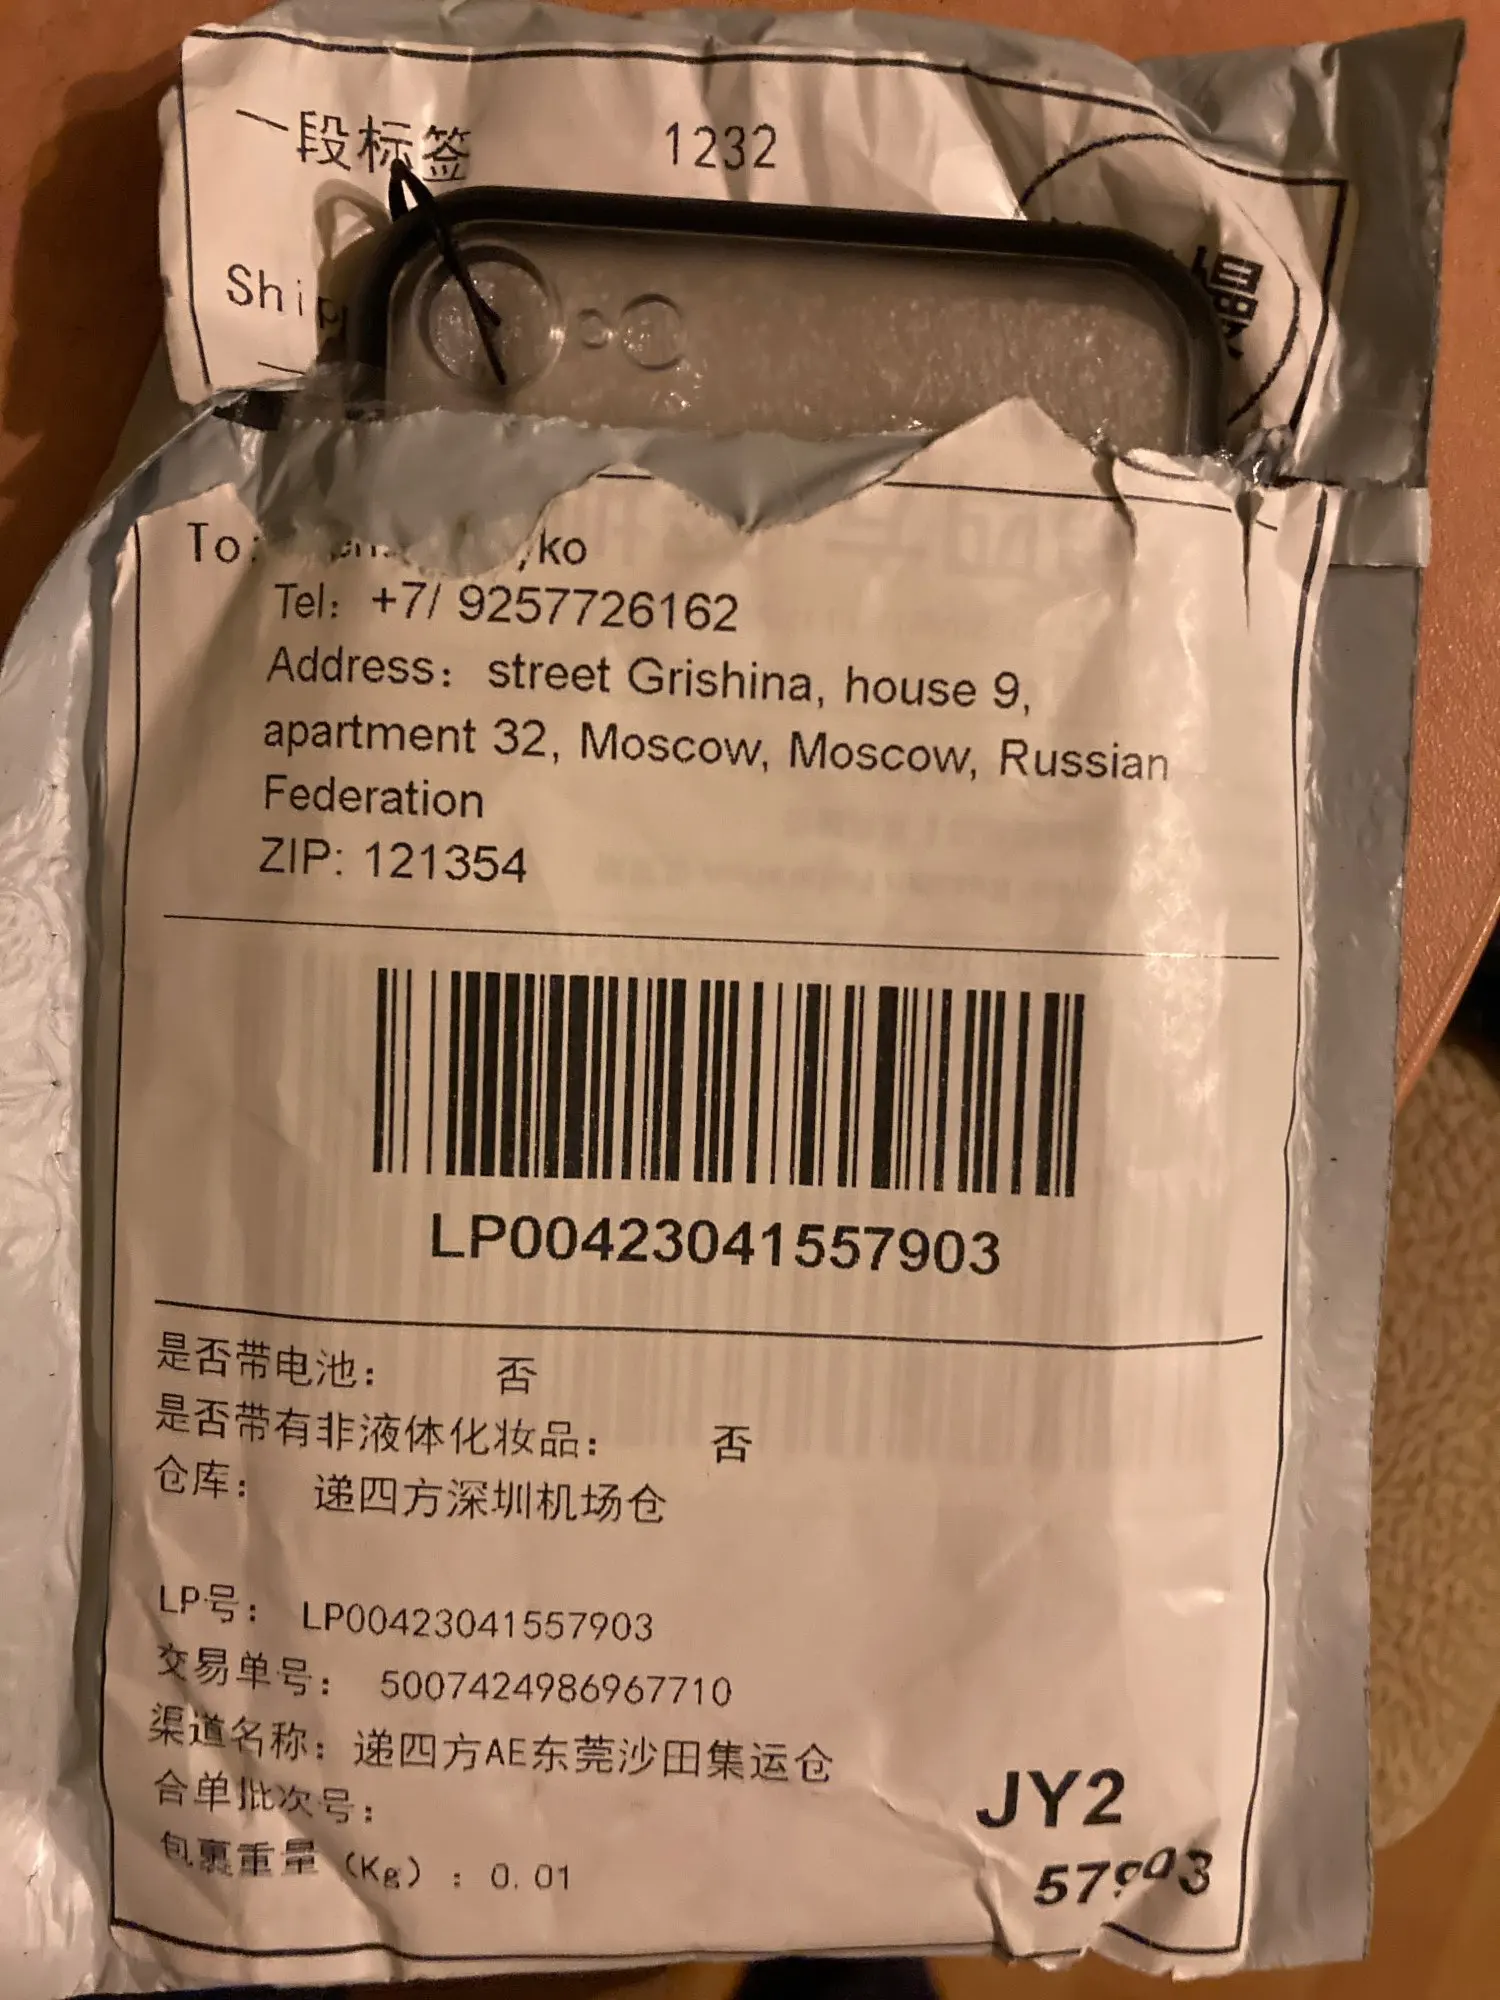 一段标签 1232
To:
Tel: +7/ 9257726162
Address: street Grishina, house 9,
apartment 32, Moscow, Moscow, Russian
Federation
ZIP: 121354
LP00423041557903
是否带电池: 否
是否带有非液体化妆品: 否
仓库: 递四方深圳机场仓
LP号: LP00423041557903
交易单号: 5007424986967710
渠道名称: 递四方AE东莞沙田集运仓
合单批次号:
包裹重量 (Kg) : 0.01
JY2
57903